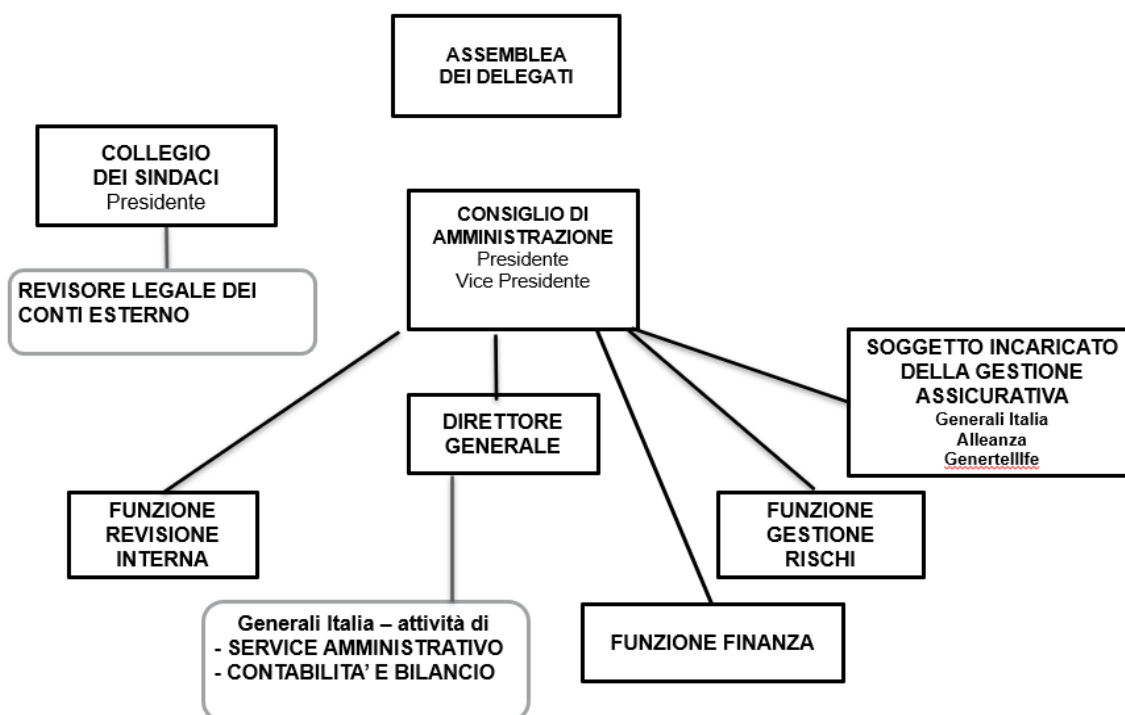 ASSEMBLEA
DEI DELEGATI
COLLEGIO
DEI SINDACI
Presidente
REVISORE LEGALE DEI
CONTI ESTERNO
CONSIGLIO DI
AMMINISTRAZIONE
Presidente
Vice Presidente
SOGGETTO INCARICATO
DELLA GESTIONE
ASSICURATIVA
Generali Italia
Alleanza
Genertelllfe
DIRETTORE
GENERALE
FUNZIONE
REVISIONE
INTERNA
FUNZIONE
GESTIONE
RISCHI
Generali Italia – attività di
- SERVICE AMMINISTRATIVO
- CONTABILITA’ E BILANCIO
FUNZIONE FINANZA